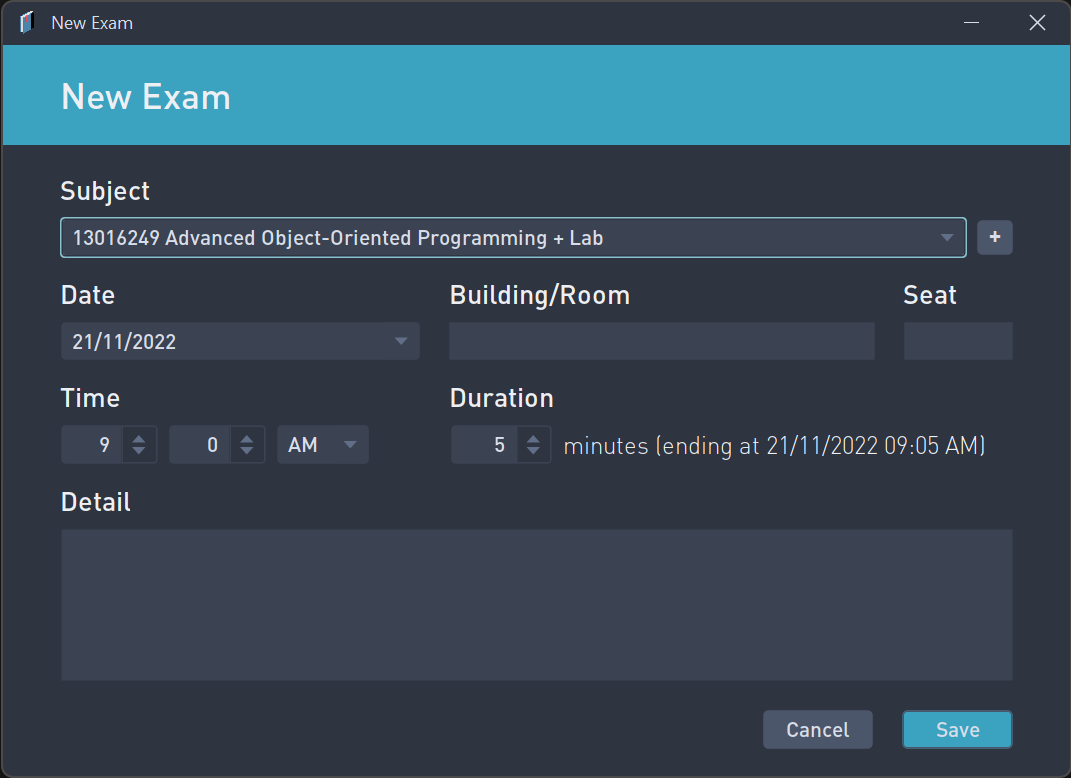 New Exam
New Exam
Subject
13016249 Advanced Object-Oriented Programming + Lab +
Date Building/Room Seat
21/11/2022
Time Duration
9 0 AM 5 minutes (ending at 21/11/2022 09:05 AM)
Detail
Cancel Save